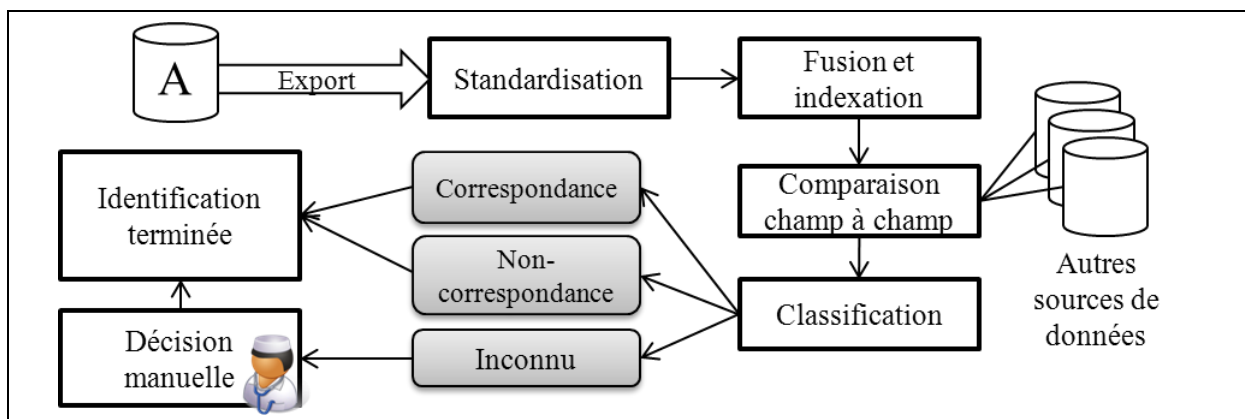 A
Export
Standardisation
Fusion et
indexation
Comparaison
champ à champ
Autres
sources de
données
Classification
Correspondance
Non-
correspondance
Inconnu
Identification
terminée
Décision
manuelle